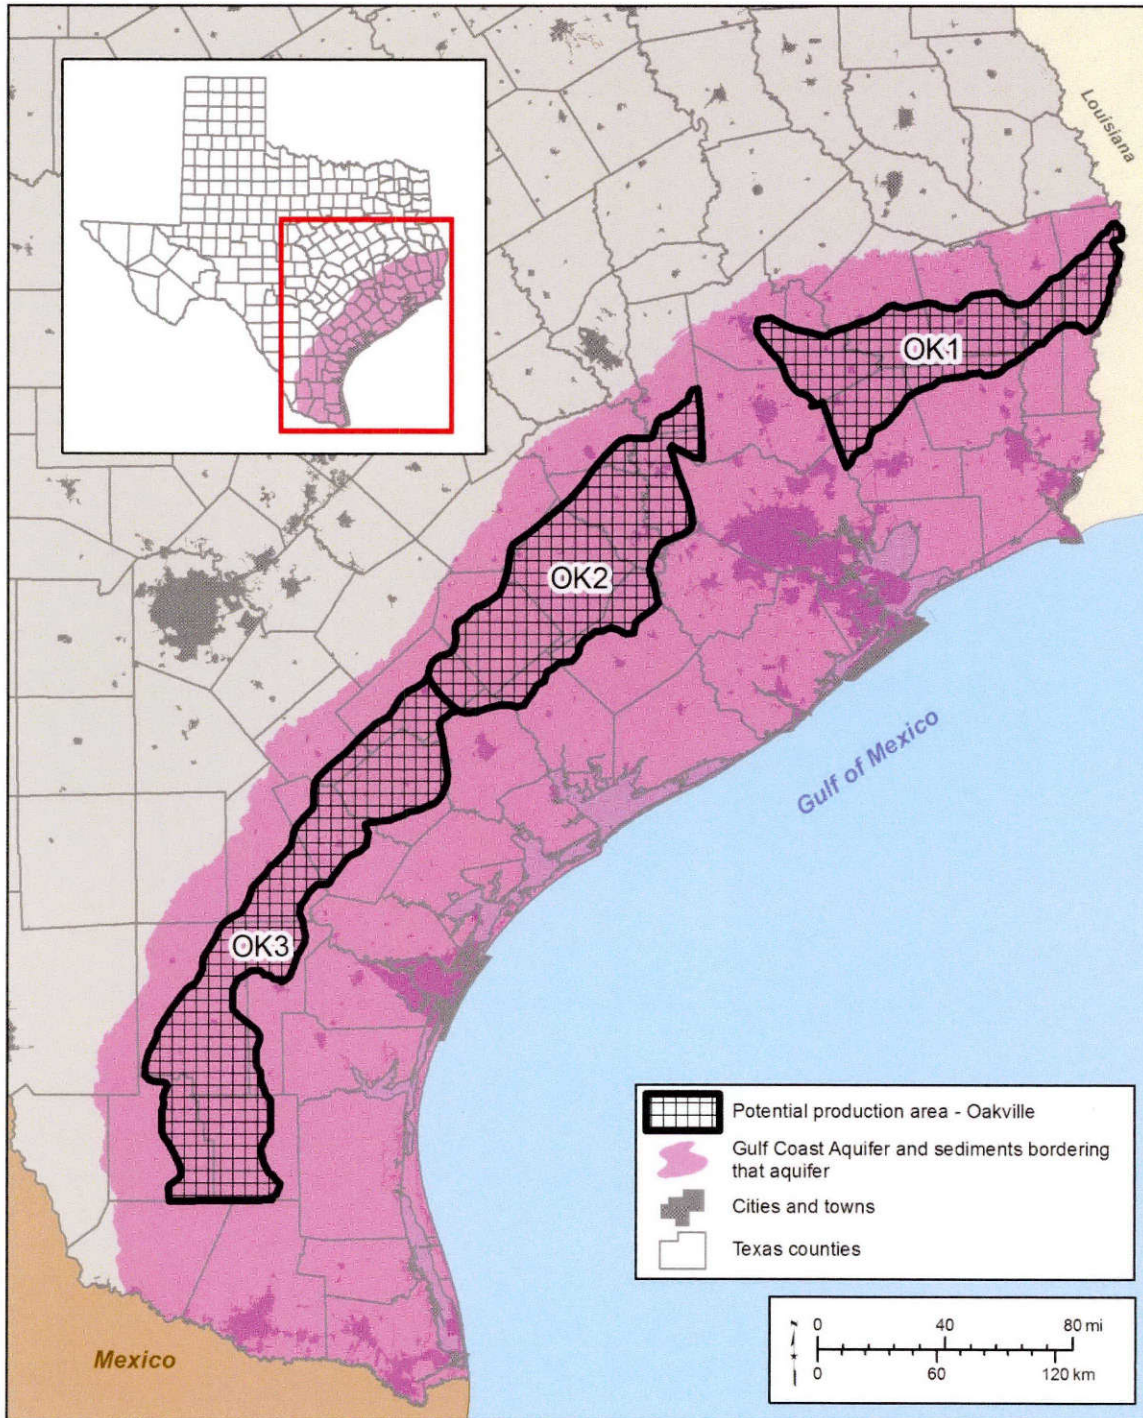 Louisiana
OK1
OK2
OK3
Gulf of Mexico
Mexico
Potential production area - Oakville
Gulf Coast Aquifer and sediments bordering
that aquifer
Cities and towns
Texas counties
0 40 80 mi
0 60 120 km